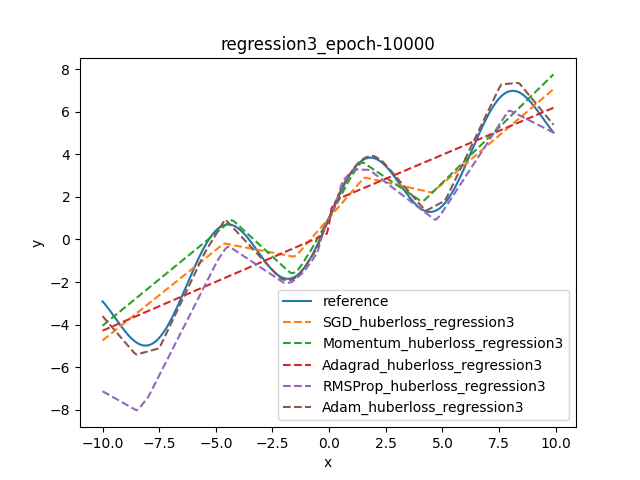 regression3_epoch-10000
8
6
4
2
0
−2
−4
−6
−8
y
−10.0
−7.5
−5.0
−2.5
0.0
2.5
5.0
7.5
10.0
x
reference
SGD_huberloss_regression3
Momentum_huberloss_regression3
Adagrad_huberloss_regression3
RMSProp_huberloss_regression3
Adam_huberloss_regression3